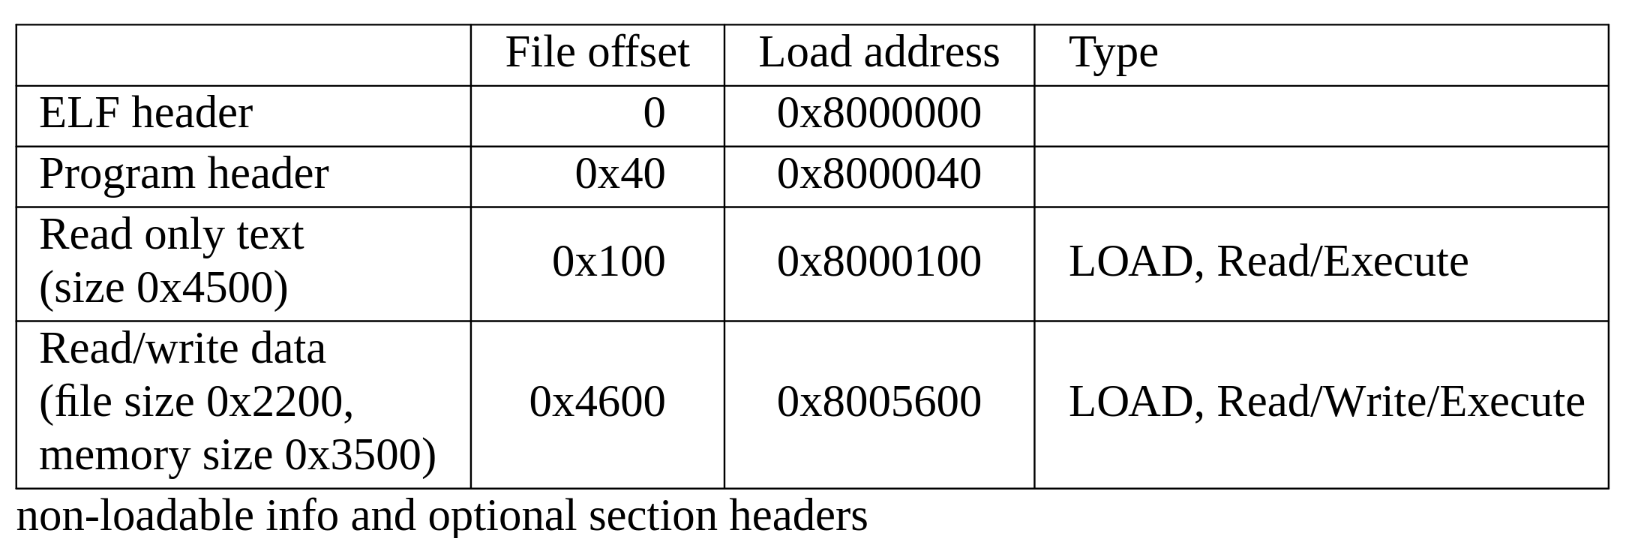 File offset Load address Type
ELF header 0 0x8000000
Program header 0x40 0x8000040
Read only text
(size 0x4500) 0x100 0x8000100 LOAD, Read/Execute
Read/write data
(file size 0x2200, 0x4600 0x8005600 LOAD, Read/Write/Execute
memory size 0x3500)
non-loadable info and optional section headers